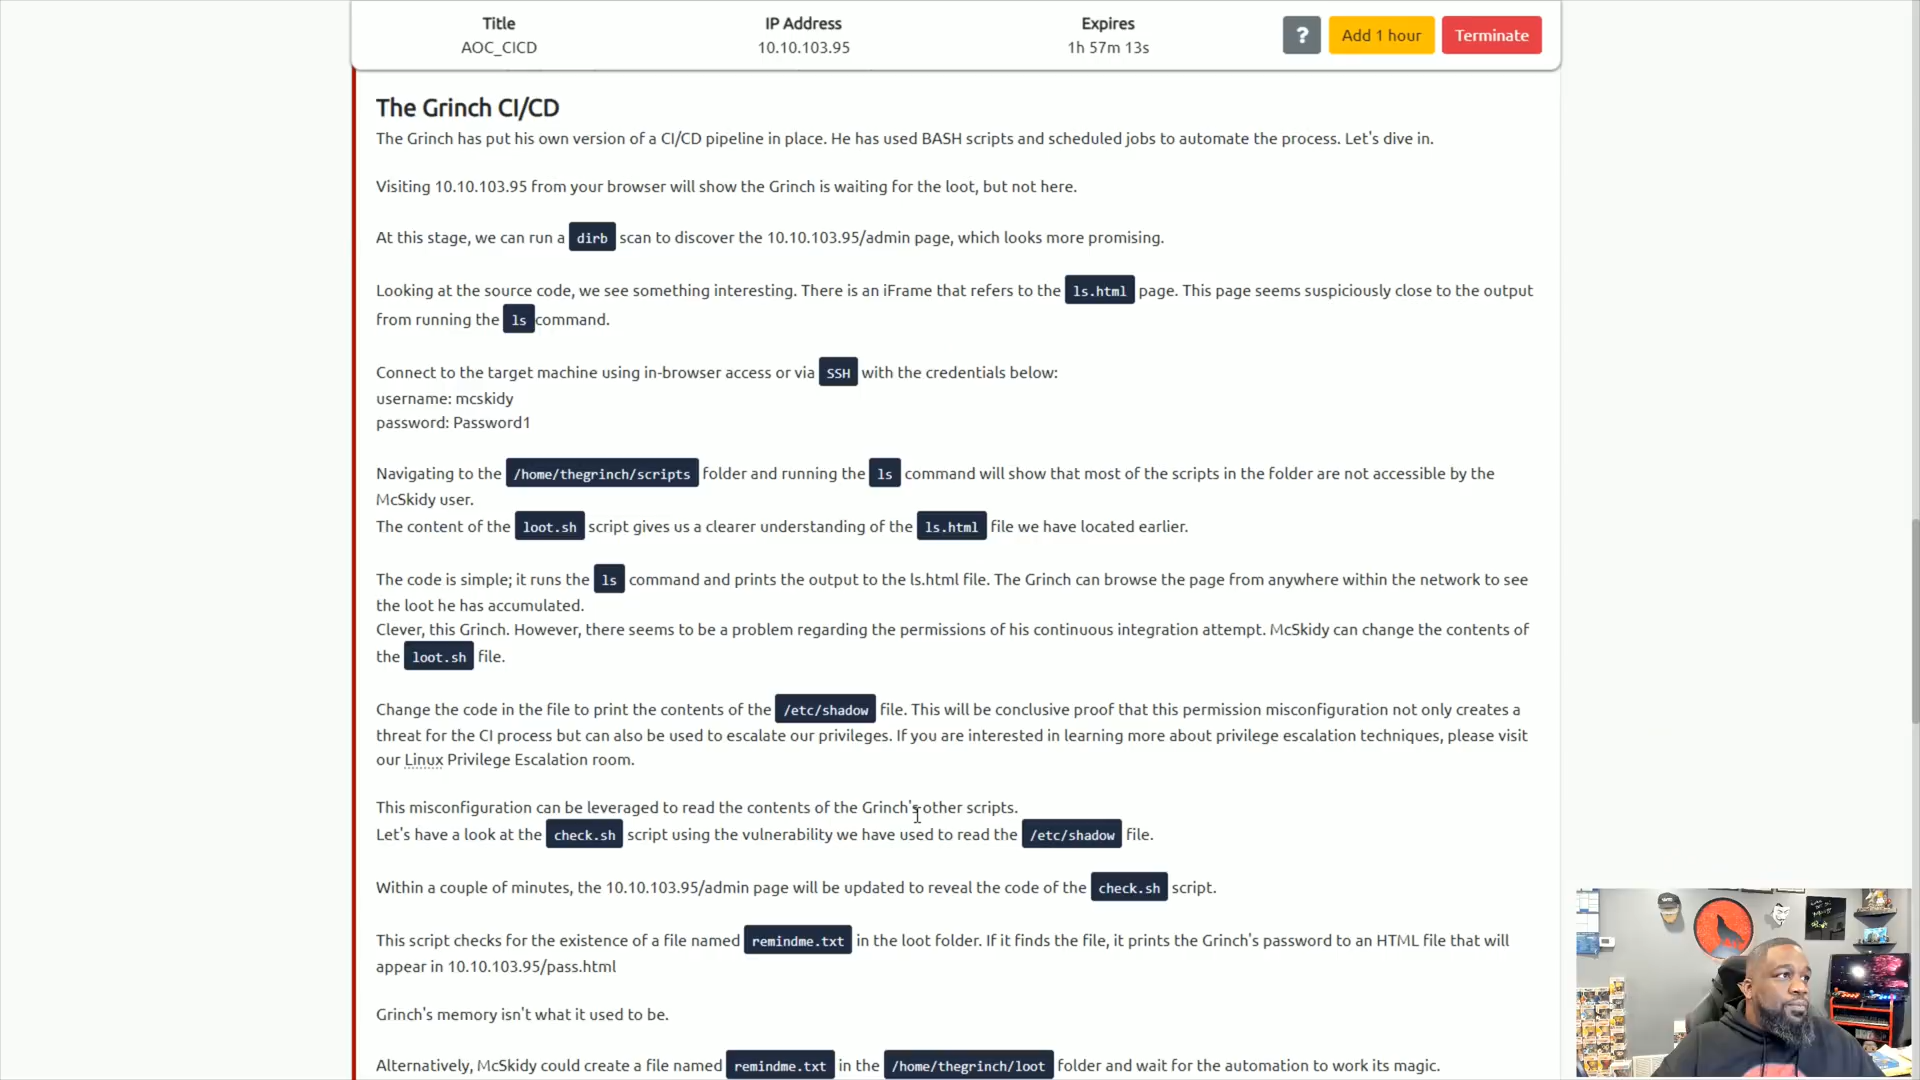 Title
AOC_CICD
IP Address
10.10.103.95
Expires
1h 57m 13s
?
Add 1 hour
Terminate
The Grinch CI/CD
The Grinch has put his own version of a CI/CD pipeline in place. He has used BASH scripts and scheduled jobs to automate the process. Let's dive in.
Visiting 10.10.103.95 from your browser will show the Grinch is waiting for the loot, but not here.
At this stage, we can run a dirb scan to discover the 10.10.103.95/admin page, which looks more promising.
Looking at the source code, we see something interesting. There is an iFrame that refers to the ls.html page. This page seems suspiciously close to the output
from running the ls command.
Connect to the target machine using in-browser access or via SSH with the credentials below:
username: mcskidy
password: Password1
Navigating to the /home/thegrinch/scripts folder and running the ls command will show that most of the scripts in the folder are not accessible by the
McSkidy user.
The content of the loot.sh script gives us a clearer understanding of the ls.html file we have located earlier.
The code is simple; it runs the ls command and prints the output to the ls.html file. The Grinch can browse the page from anywhere within the network to see
the loot he has accumulated.
Clever, this Grinch. However, there seems to be a problem regarding the permissions of his continuous integration attempt. McSkidy can change the contents of
the loot.sh file.
Change the code in the file to print the contents of the /etc/shadow file. This will be conclusive proof that this permission misconfiguration not only creates a
threat for the CI process but can also be used to escalate our privileges. If you are interested in learning more about privilege escalation techniques, please visit
our Linux Privilege Escalation room.
This misconfiguration can be leveraged to read the contents of the Grinch's other scripts.
Let's have a look at the check.sh script using the vulnerability we have used to read the /etc/shadow file.
Within a couple of minutes, the 10.10.103.95/admin page will be updated to reveal the code of the check.sh script.
This script checks for the existence of a file named remindme.txt in the loot folder. If it finds the file, it prints the Grinch's password to an HTML file that will
appear in 10.10.103.95/pass.html
Grinch's memory isn't what it used to be.
Alternatively, McSkidy could create a file named remindme.txt in the /home/thegrinch/loot folder and wait for the automation to work its magic.